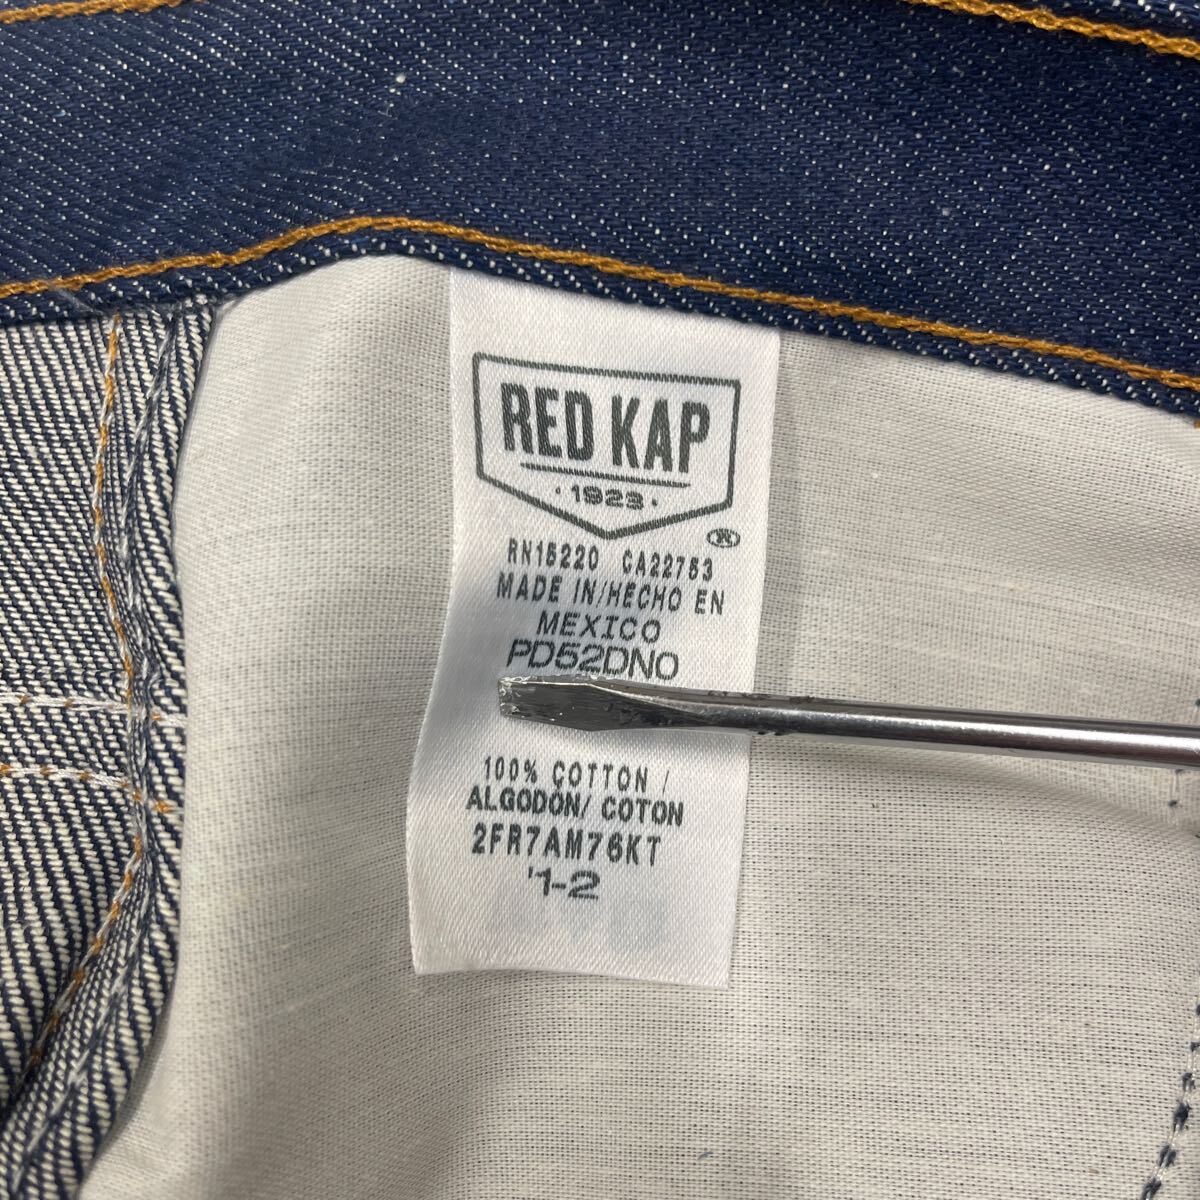 RED KAP
·1923·
®
RN15220 CA22753
MADE IN/HECHO EN
MEXICO
PD52DNO
100% COTTON /
ALGODÓN/ COTON
2FR7AM76KT
'1-2